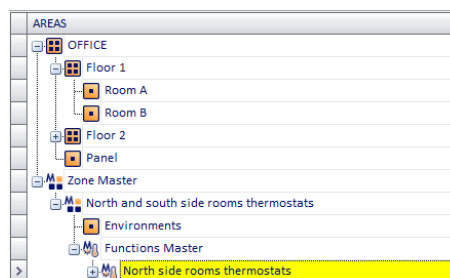 AREAS
OFFICE
Floor 1
Room A
Room B
Floor 2
Panel
Zone Master
North and south side rooms thermostats
Environments
Functions Master
North side rooms thermostats